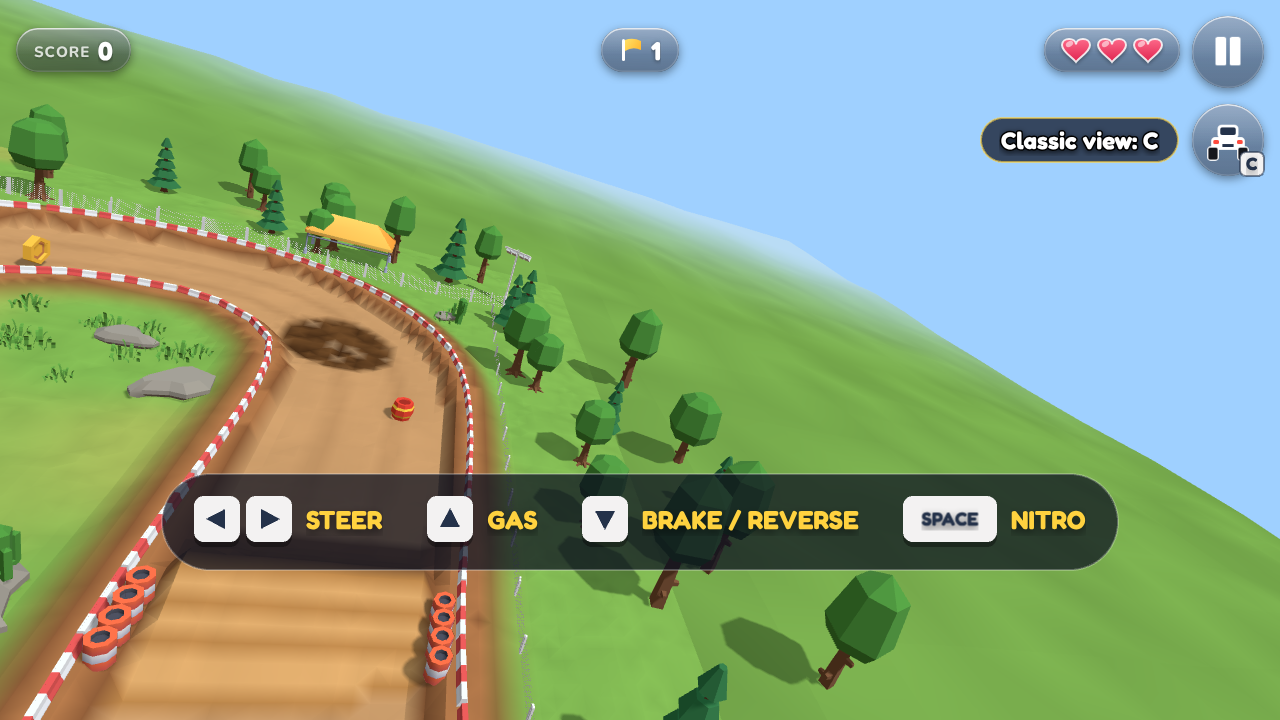 SCORE 0
1
Classic view: C
C
STEER
GAS
BRAKE / REVERSE
SPACE
NITRO